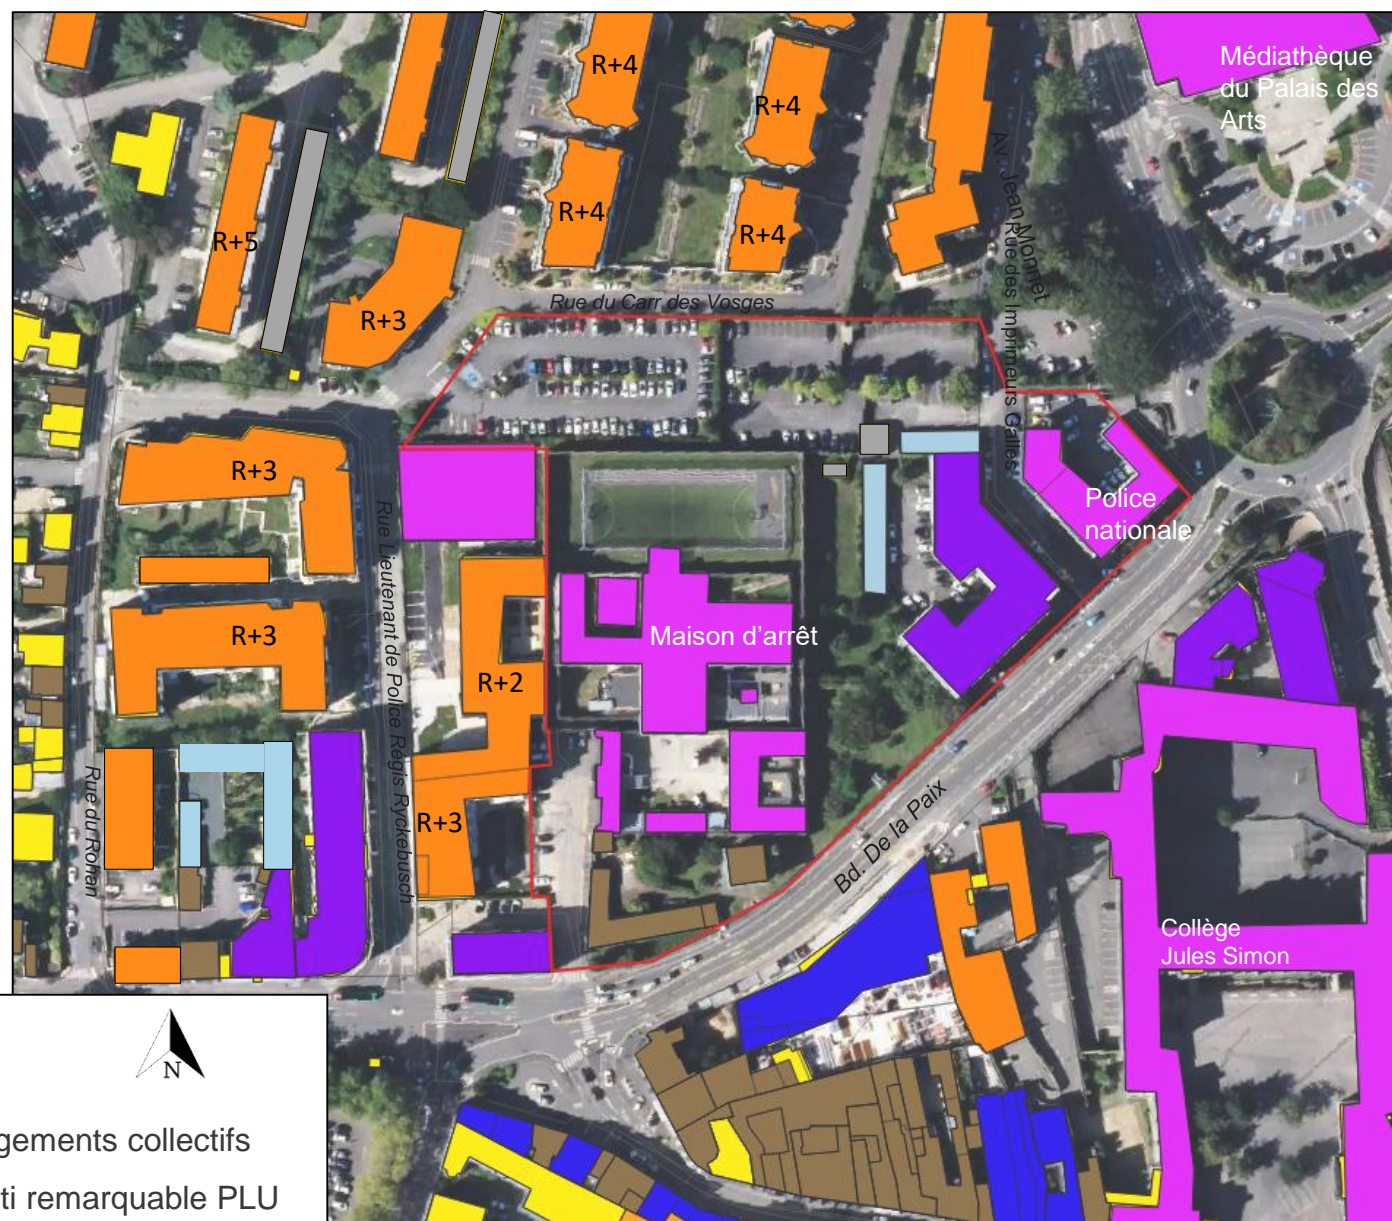 Médiathèque
du Palais des
Arts
R+4
R+4
R+4
R+4
R+5
R+3
Av. Jean Monnet
Rue des Imprimeurs Galles
Rue du Carr des Vosges
R+3
Police
nationale
Rue Lieutenant de Police Régis Ryckebusch
R+3
Maison d'arrêt
R+2
R+3
Rue du Rohan
Bd. De la Paix
Collège
Jules Simon
N
gements collectifs
ti remarquable PLU